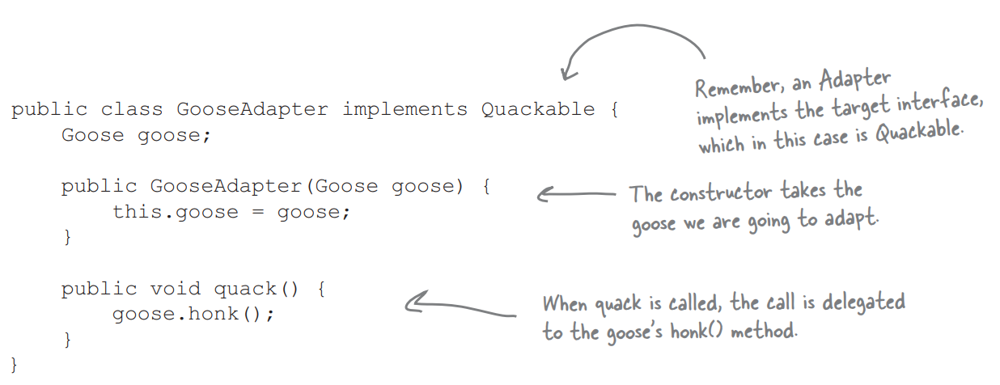 public class GooseAdapter implements Quackable {
Goose goose;
public GooseAdapter(Goose goose) {
this.goose = goose;
}
public void quack() {
goose.honk();
}
}
Remember, an Adapter
implements the target interface,
which in this case is Quackable.
The constructor takes the
goose we are going to adapt.
When quack is called, the call is delegated
to the goose's honk() method.